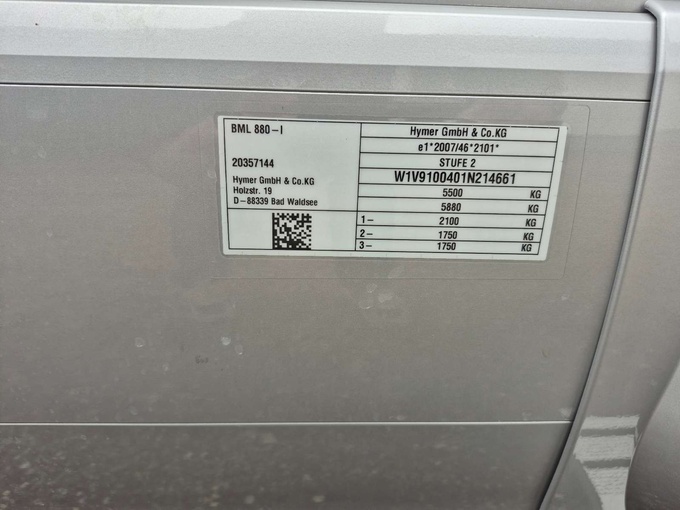 BML 880-I
20357144
Hymer GmbH & Co.KG
Holzstr. 19
D-88339 Bad Waldsee
Hymer GmbH & Co.KG
e1*2007/46*2101*
STUFE 2
W1V9100401N214661
5500 KG
5880 KG
1- 2100 KG
2- 1750 KG
3- 1750 KG